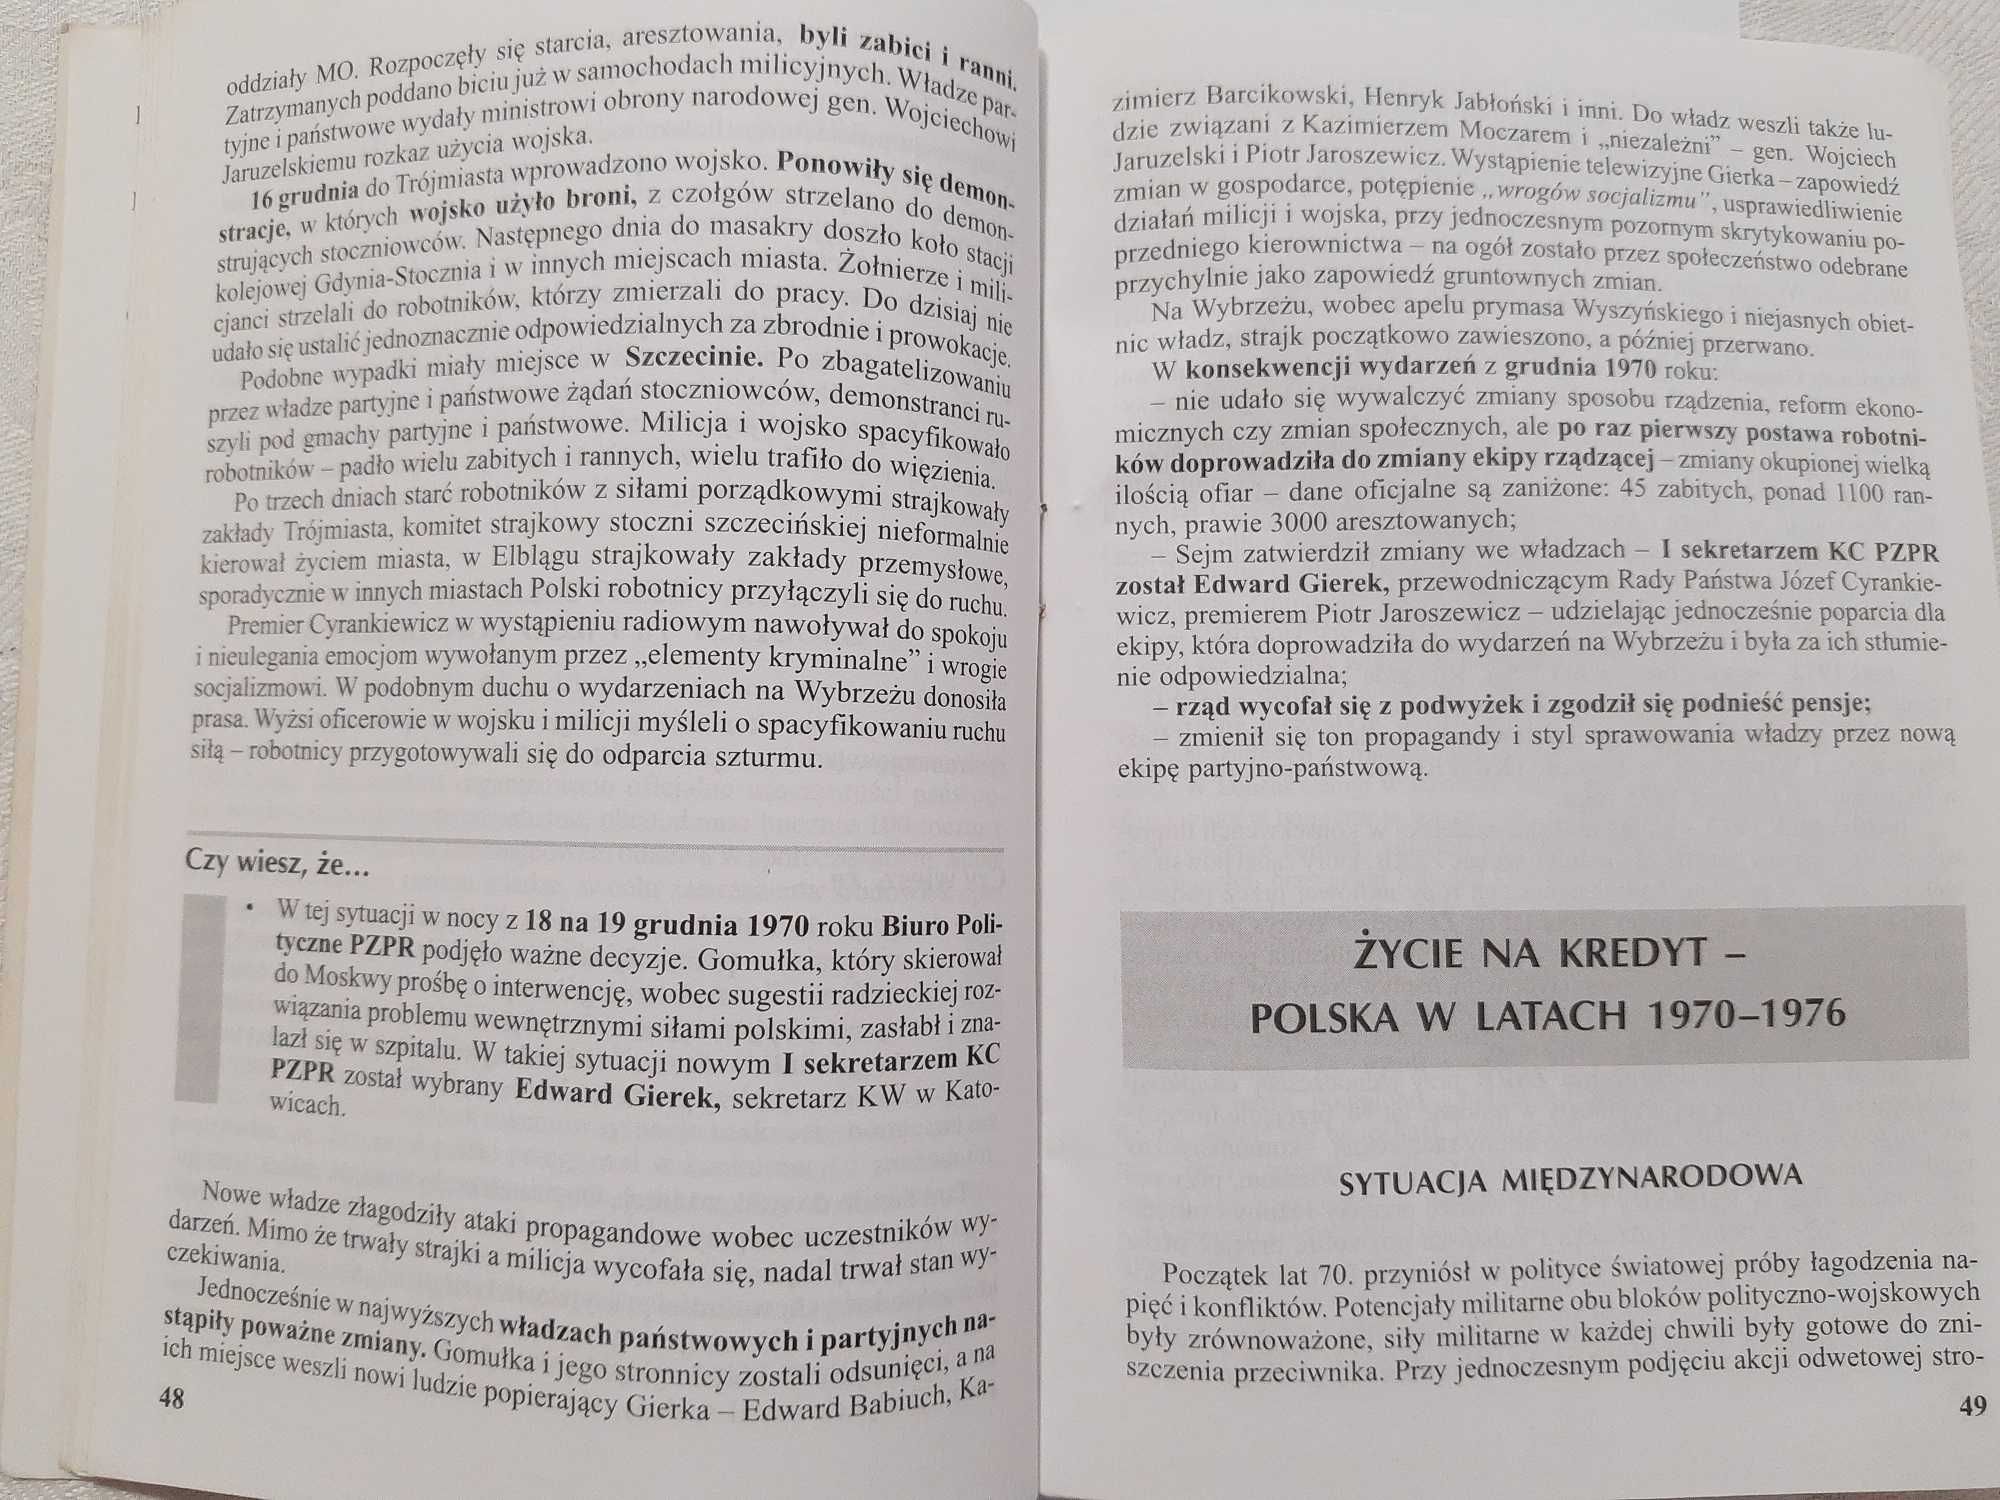 oddziały MO. Rozpoczęły się starcia, aresztowania, byli zabici i ranni.
Zatrzymanych poddano biciu już w samochodach milicyjnych. Władze par-
tyjne i państwowe wydały ministrowi obrony narodowej gen. Wojciechowi
Jaruzelskiemu rozkaz użycia wojska.
16 grudnia do Trójmiasta wprowadzono wojsko. Ponowiły się demon-
stracje, w których wojsko użyło broni, z czołgów strzelano do demon-
strujących stoczniowców. Następnego dnia do masakry doszło koło stacji
kolejowej Gdynia-Stocznia i w innych miejscach miasta. Żołnierze i mili-
cjanci strzelali do robotników, którzy zmierzali do pracy. Do dzisiaj nie
udało się ustalić jednoznacznie odpowiedzialnych za zbrodnie i prowokacje.
Podobne wypadki miały miejsce w Szczecinie. Po zbagatelizowaniu
przez władze partyjne i państwowe żądań stoczniowców, demonstranci ru-
szyli pod gmachy partyjne i państwowe. Milicja i wojsko spacyfikowało
robotników – padło wielu zabitych i rannych, wielu trafiło do więzienia.
Po trzech dniach starć robotników z siłami porządkowymi strajkowały
zakłady Trójmiasta, komitet strajkowy stoczni szczecińskiej nieformalnie
kierował życiem miasta, w Elblągu strajkowały zakłady przemysłowe,
sporadycznie w innych miastach Polski robotnicy przyłączyli się do ruchu.
Premier Cyrankiewicz w wystąpieniu radiowym nawoływał do spokoju
i nieulegania emocjom wywołanym przez „elementy kryminalne” i wrogie
socjalizmowi. W podobnym duchu o wydarzeniach na Wybrzeżu donosiła
prasa. Wyżsi oficerowie w wojsku i milicji myśleli o spacyfikowaniu ruchu
siłą – robotnicy przygotowywali się do odparcia szturmu.
Czy wiesz, że...
• W tej sytuacji w nocy z 18 na 19 grudnia 1970 roku Biuro Poli-
tyczne PZPR podjęło ważne decyzje. Gomułka, który skierował
do Moskwy prośbę o interwencję, wobec sugestii radzieckiej roz-
wiązania problemu wewnętrznymi siłami polskimi, zasłabł i zna-
lazł się w szpitalu. W takiej sytuacji nowym I sekretarzem KC
PZPR został wybrany Edward Gierek, sekretarz KW w Kato-
wicach.
Nowe władze złagodziły ataki propagandowe wobec uczestników wy-
darzeń. Mimo że trwały strajki a milicja wycofała się, nadal trwał stan wy-
czekiwania.
Jednocześnie w najwyższych władzach państwowych i partyjnych na-
stąpiły poważne zmiany. Gomułka i jego stronnicy zostali odsunięci, a na
ich miejsce weszli nowi ludzie popierający Gierka – Edward Babiuch, Ka-
48
zimierz Barcikowski, Henryk Jabłoński i inni. Do władz weszli także lu-
dzie związani z Kazimierzem Moczarem i „niezależni” – gen. Wojciech
Jaruzelski i Piotr Jaroszewicz. Wystąpienie telewizyjne Gierka – zapowiedź
zmian w gospodarce, potępienie „wrogów socjalizmu”, usprawiedliwienie
działań milicji i wojska, przy jednoczesnym pozornym skrytykowaniu po-
przedniego kierownictwa – na ogół zostało przez społeczeństwo odebrane
przychylnie jako zapowiedź gruntownych zmian.
Na Wybrzeżu, wobec apelu prymasa Wyszyńskiego i niejasnych obiet-
nic władz, strajk początkowo zawieszono, a później przerwano.
W konsekwencji wydarzeń z grudnia 1970 roku:
– nie udało się wywalczyć zmiany sposobu rządzenia, reform ekono-
micznych czy zmian społecznych, ale po raz pierwszy postawa robotni-
ków doprowadziła do zmiany ekipy rządzącej – zmiany okupionej wielką
ilością ofiar – dane oficjalne są zaniżone: 45 zabitych, ponad 1100 ran-
nych, prawie 3000 aresztowanych;
– Sejm zatwierdził zmiany we władzach – I sekretarzem KC PZPR
został Edward Gierek, przewodniczącym Rady Państwa Józef Cyrankie-
wicz, premierem Piotr Jaroszewicz – udzielając jednocześnie poparcia dla
ekipy, która doprowadziła do wydarzeń na Wybrzeżu i była za ich stłumie-
nie odpowiedzialna;
– rząd wycofał się z podwyżek i zgodził się podnieść pensje;
– zmienił się ton propagandy i styl sprawowania władzy przez nową
ekipę partyjno-państwową.
ŻYCIE NA KREDYT –
POLSKA W LATACH 1970–1976
SYTUACJA MIĘDZYNARODOWA
Początek lat 70. przyniósł w polityce światowej próby łagodzenia na-
pięć i konfliktów. Potencjały militarne obu bloków polityczno-wojskowych
były zrównoważone, siły militarne w każdej chwili były gotowe do zni-
szczenia przeciwnika. Przy jednoczesnym podjęciu akcji odwetowej stro-
49